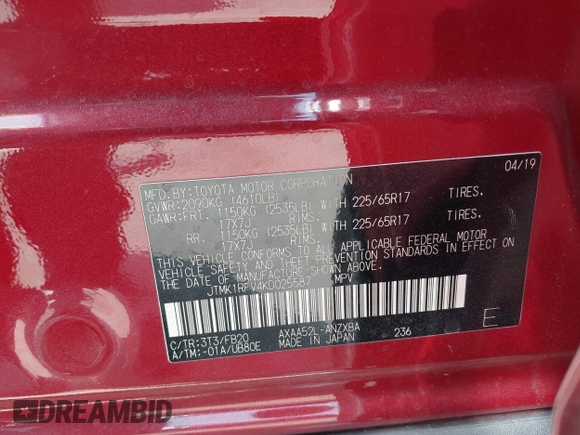 MFD.BY:TOYOTA MOTOR CORPORATION 04/19
GVWR:2090KG (4610LB)
GAWR:FRT. 1150KG (2535LB) WITH 225/65R17 TIRES.
17X7J RIMS.
RR. 1150KG (2535LB) WITH 225/65R17 TIRES.
17X7J RIMS.
THIS VEHICLE CONFORMS TO ALL APPLICABLE FEDERAL MOTOR
VEHICLE SAFETY AND THEFT PREVENTION STANDARDS IN EFFECT ON
THE DATE OF MANUFACTURE SHOWN ABOVE.
JTMK1RFV4KD025587 MPV
C/TR:3T3/FB20 AXAA52L-ANZXBA 236 E
A/TM:-01A/UB80E MADE IN JAPAN
DREAMBID